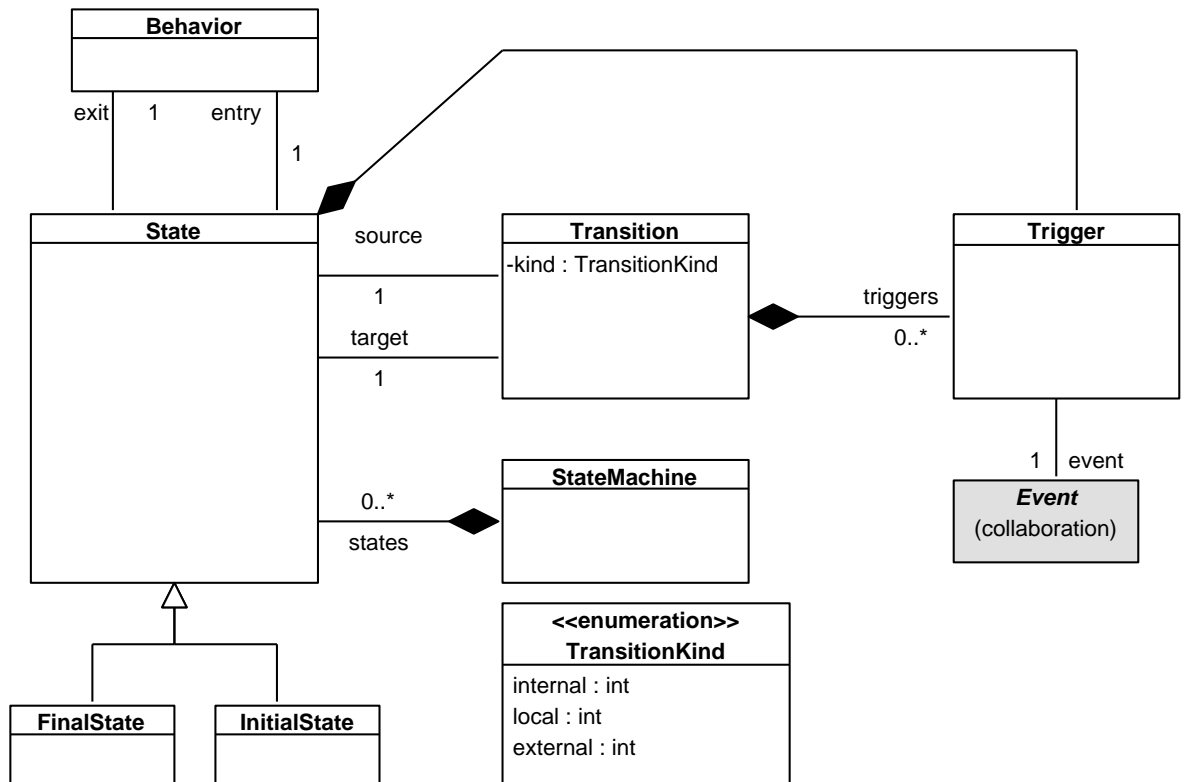 Behavior
exit 1 entry
1
State
source
Transition
Trigger
-kind : TransitionKind
1
triggers
target
0..*
1
1 event
StateMachine
Event
0..*
(collaboration)
states
<<enumeration>>
TransitionKind
internal : int
local : int
external : int
FinalState
InitialState